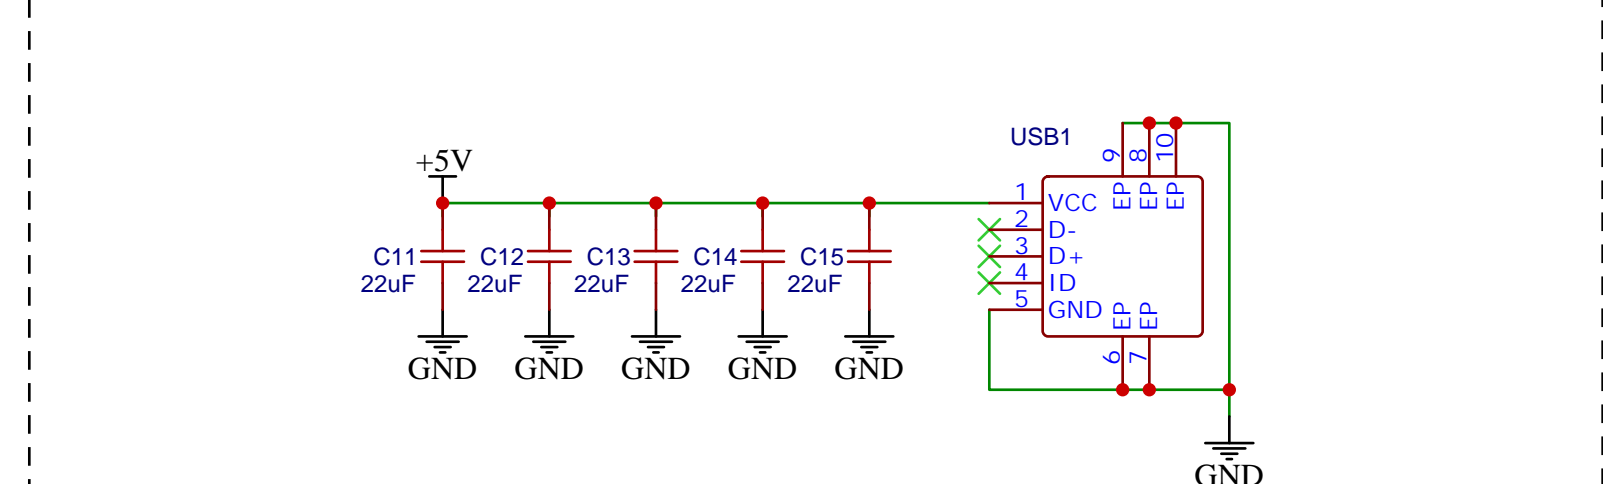 USB1
9
8
10
+5V
EP
EP
EP
1
VCC
2
D-
3
D+
4
ID
5
GND
C11
22uF
C12
22uF
C13
22uF
C14
22uF
C15
22uF
EP
EP
6
7
GND
GND
GND
GND
GND
GND